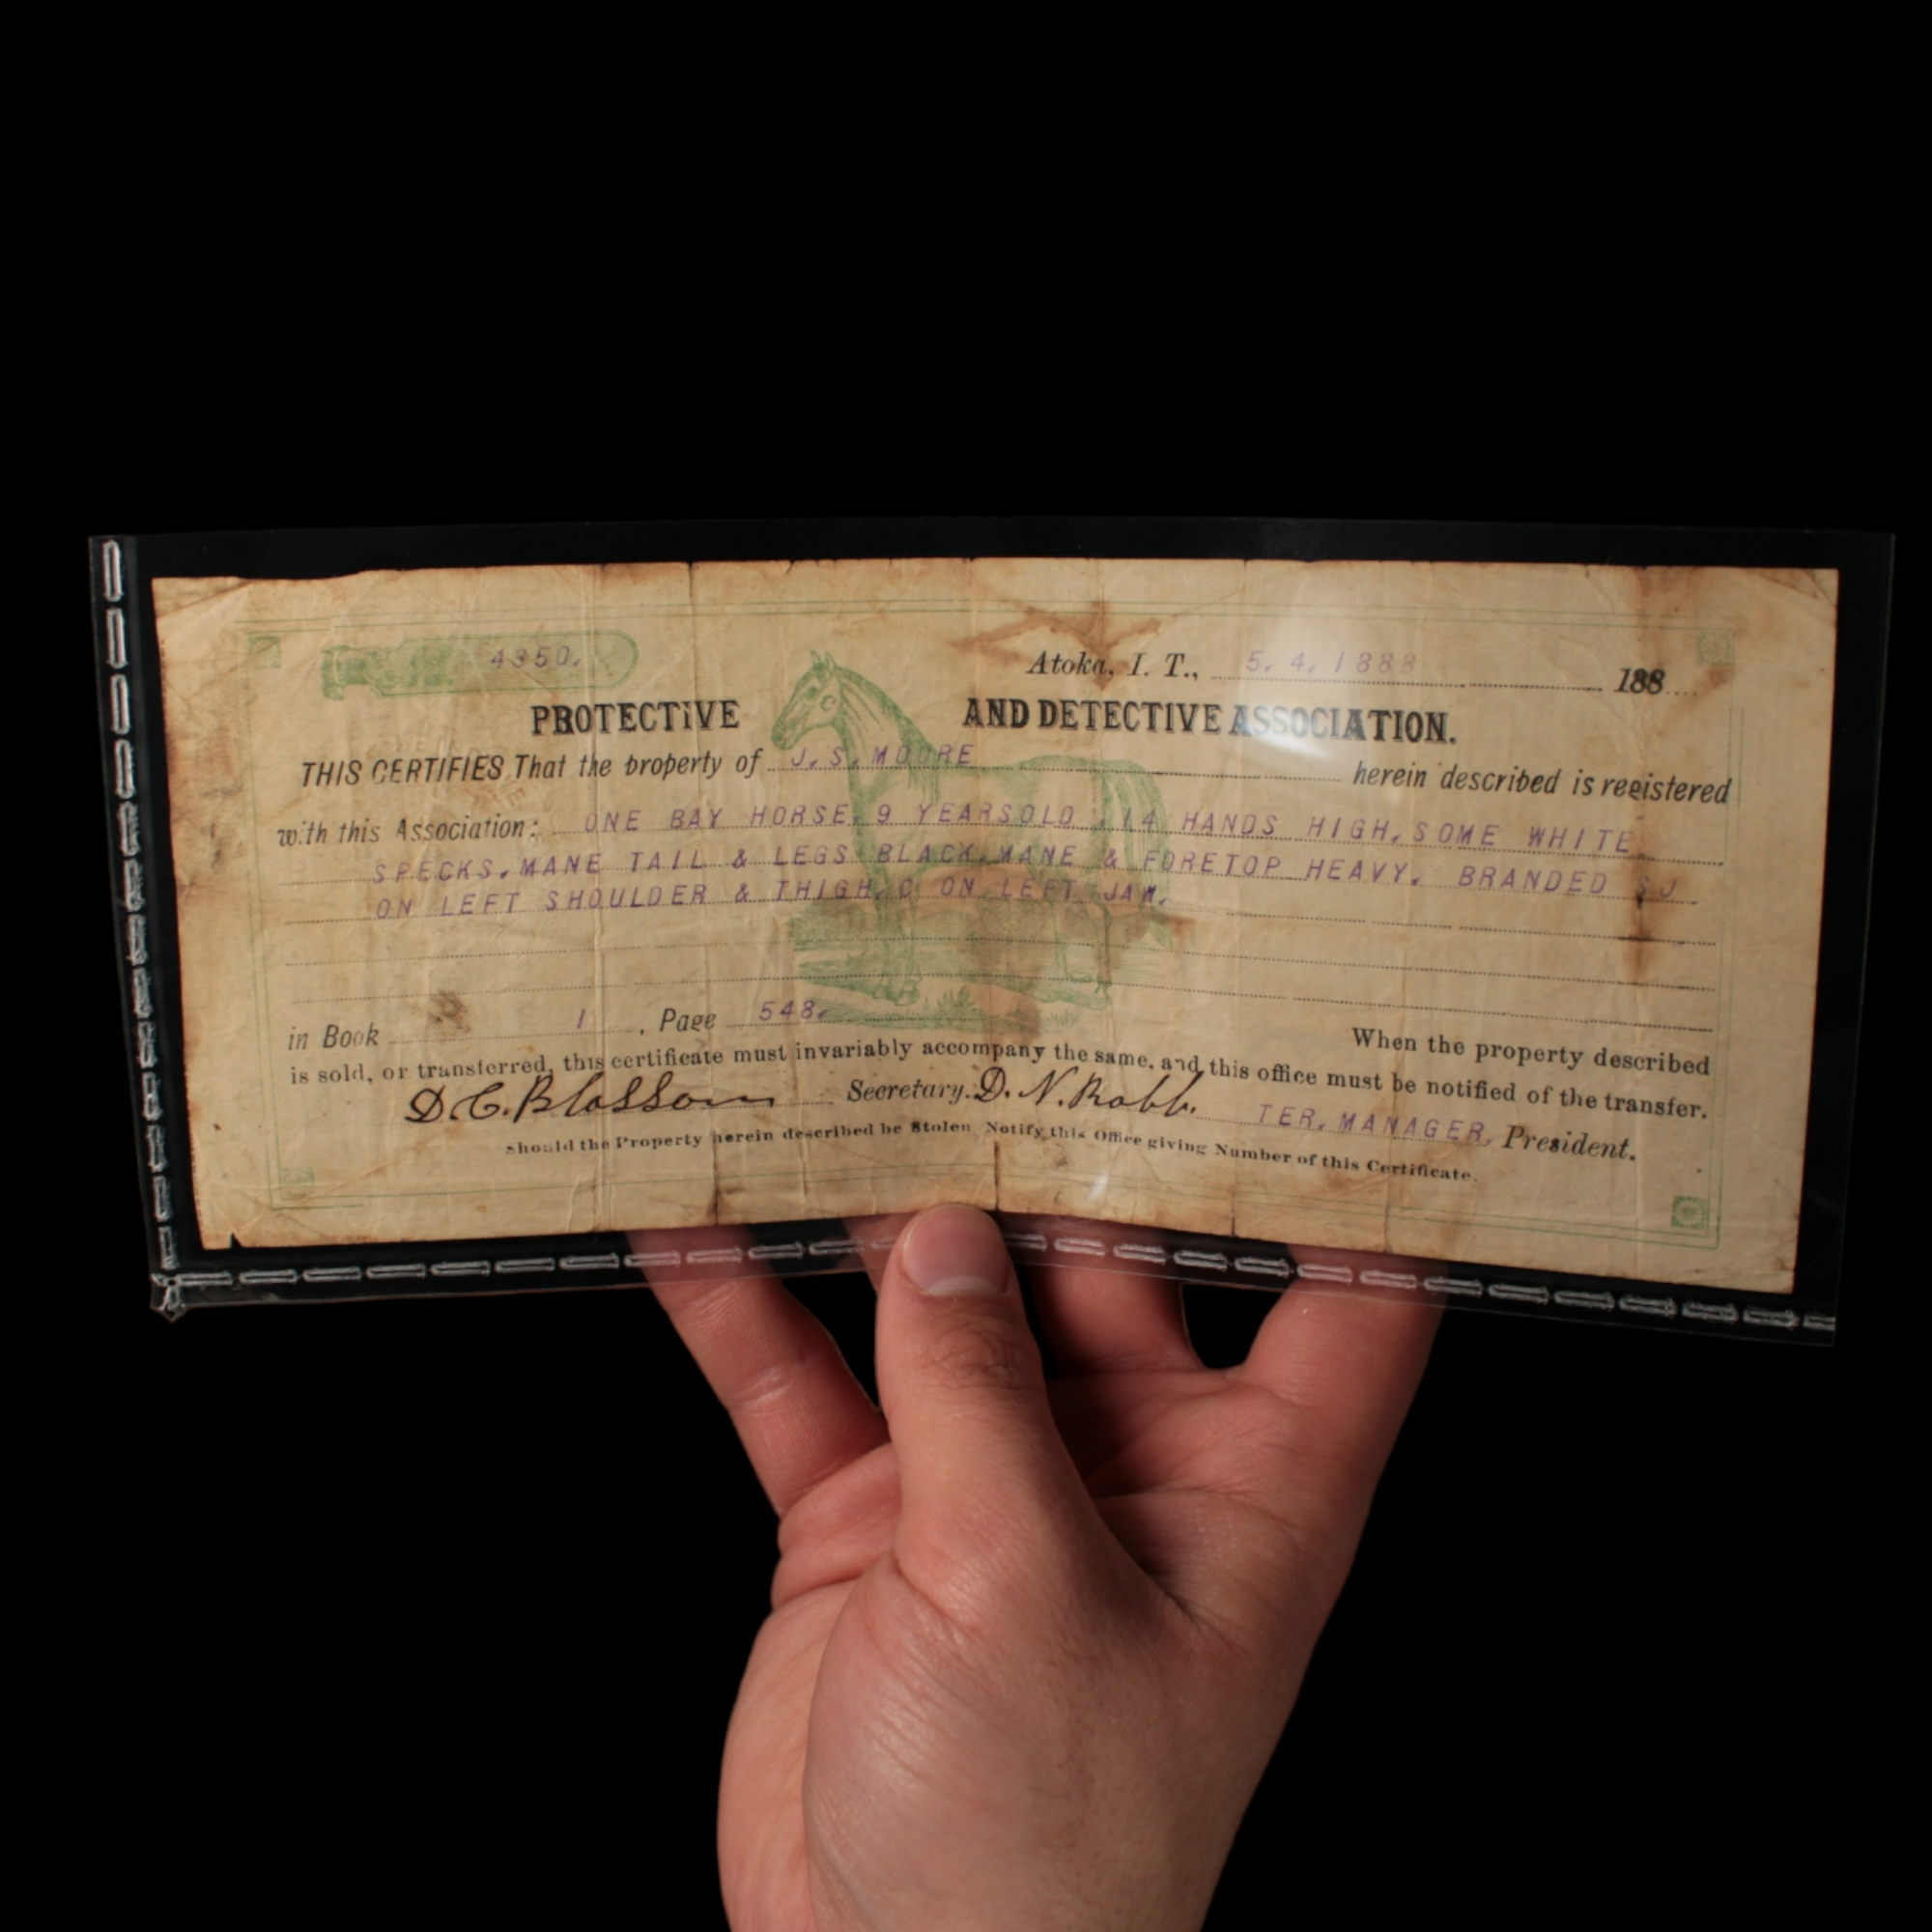 4350.
Atoka, I. T., 5. 4. 1888 188
PROTECTIVE AND DETECTIVE ASSOCIATION.
THIS CERTIFIES That the property of J. S. MOORE herein described is registered
with this Association: ONE BAY HORSE, 9 YEARSOLD ,14 HANDS HIGH,SOME WHITE
SPECKS,MANE TAIL & LEGS BLACK,MANE & FORETOP HEAVY. BRANDED SJ
ON LEFT SHOULDER & THIGH, C ON LEFT JAW.
in Book 1 , Page 548.
When the property described
is sold, or transferred, this certificate must invariably accompany the same, and this office must be notified of the transfer.
D. C. Blossom Secretary. D. N. Robb. TER. MANAGER, President.
Should the Property herein described be Stolen Notify this Office giving Number of this Certificate.